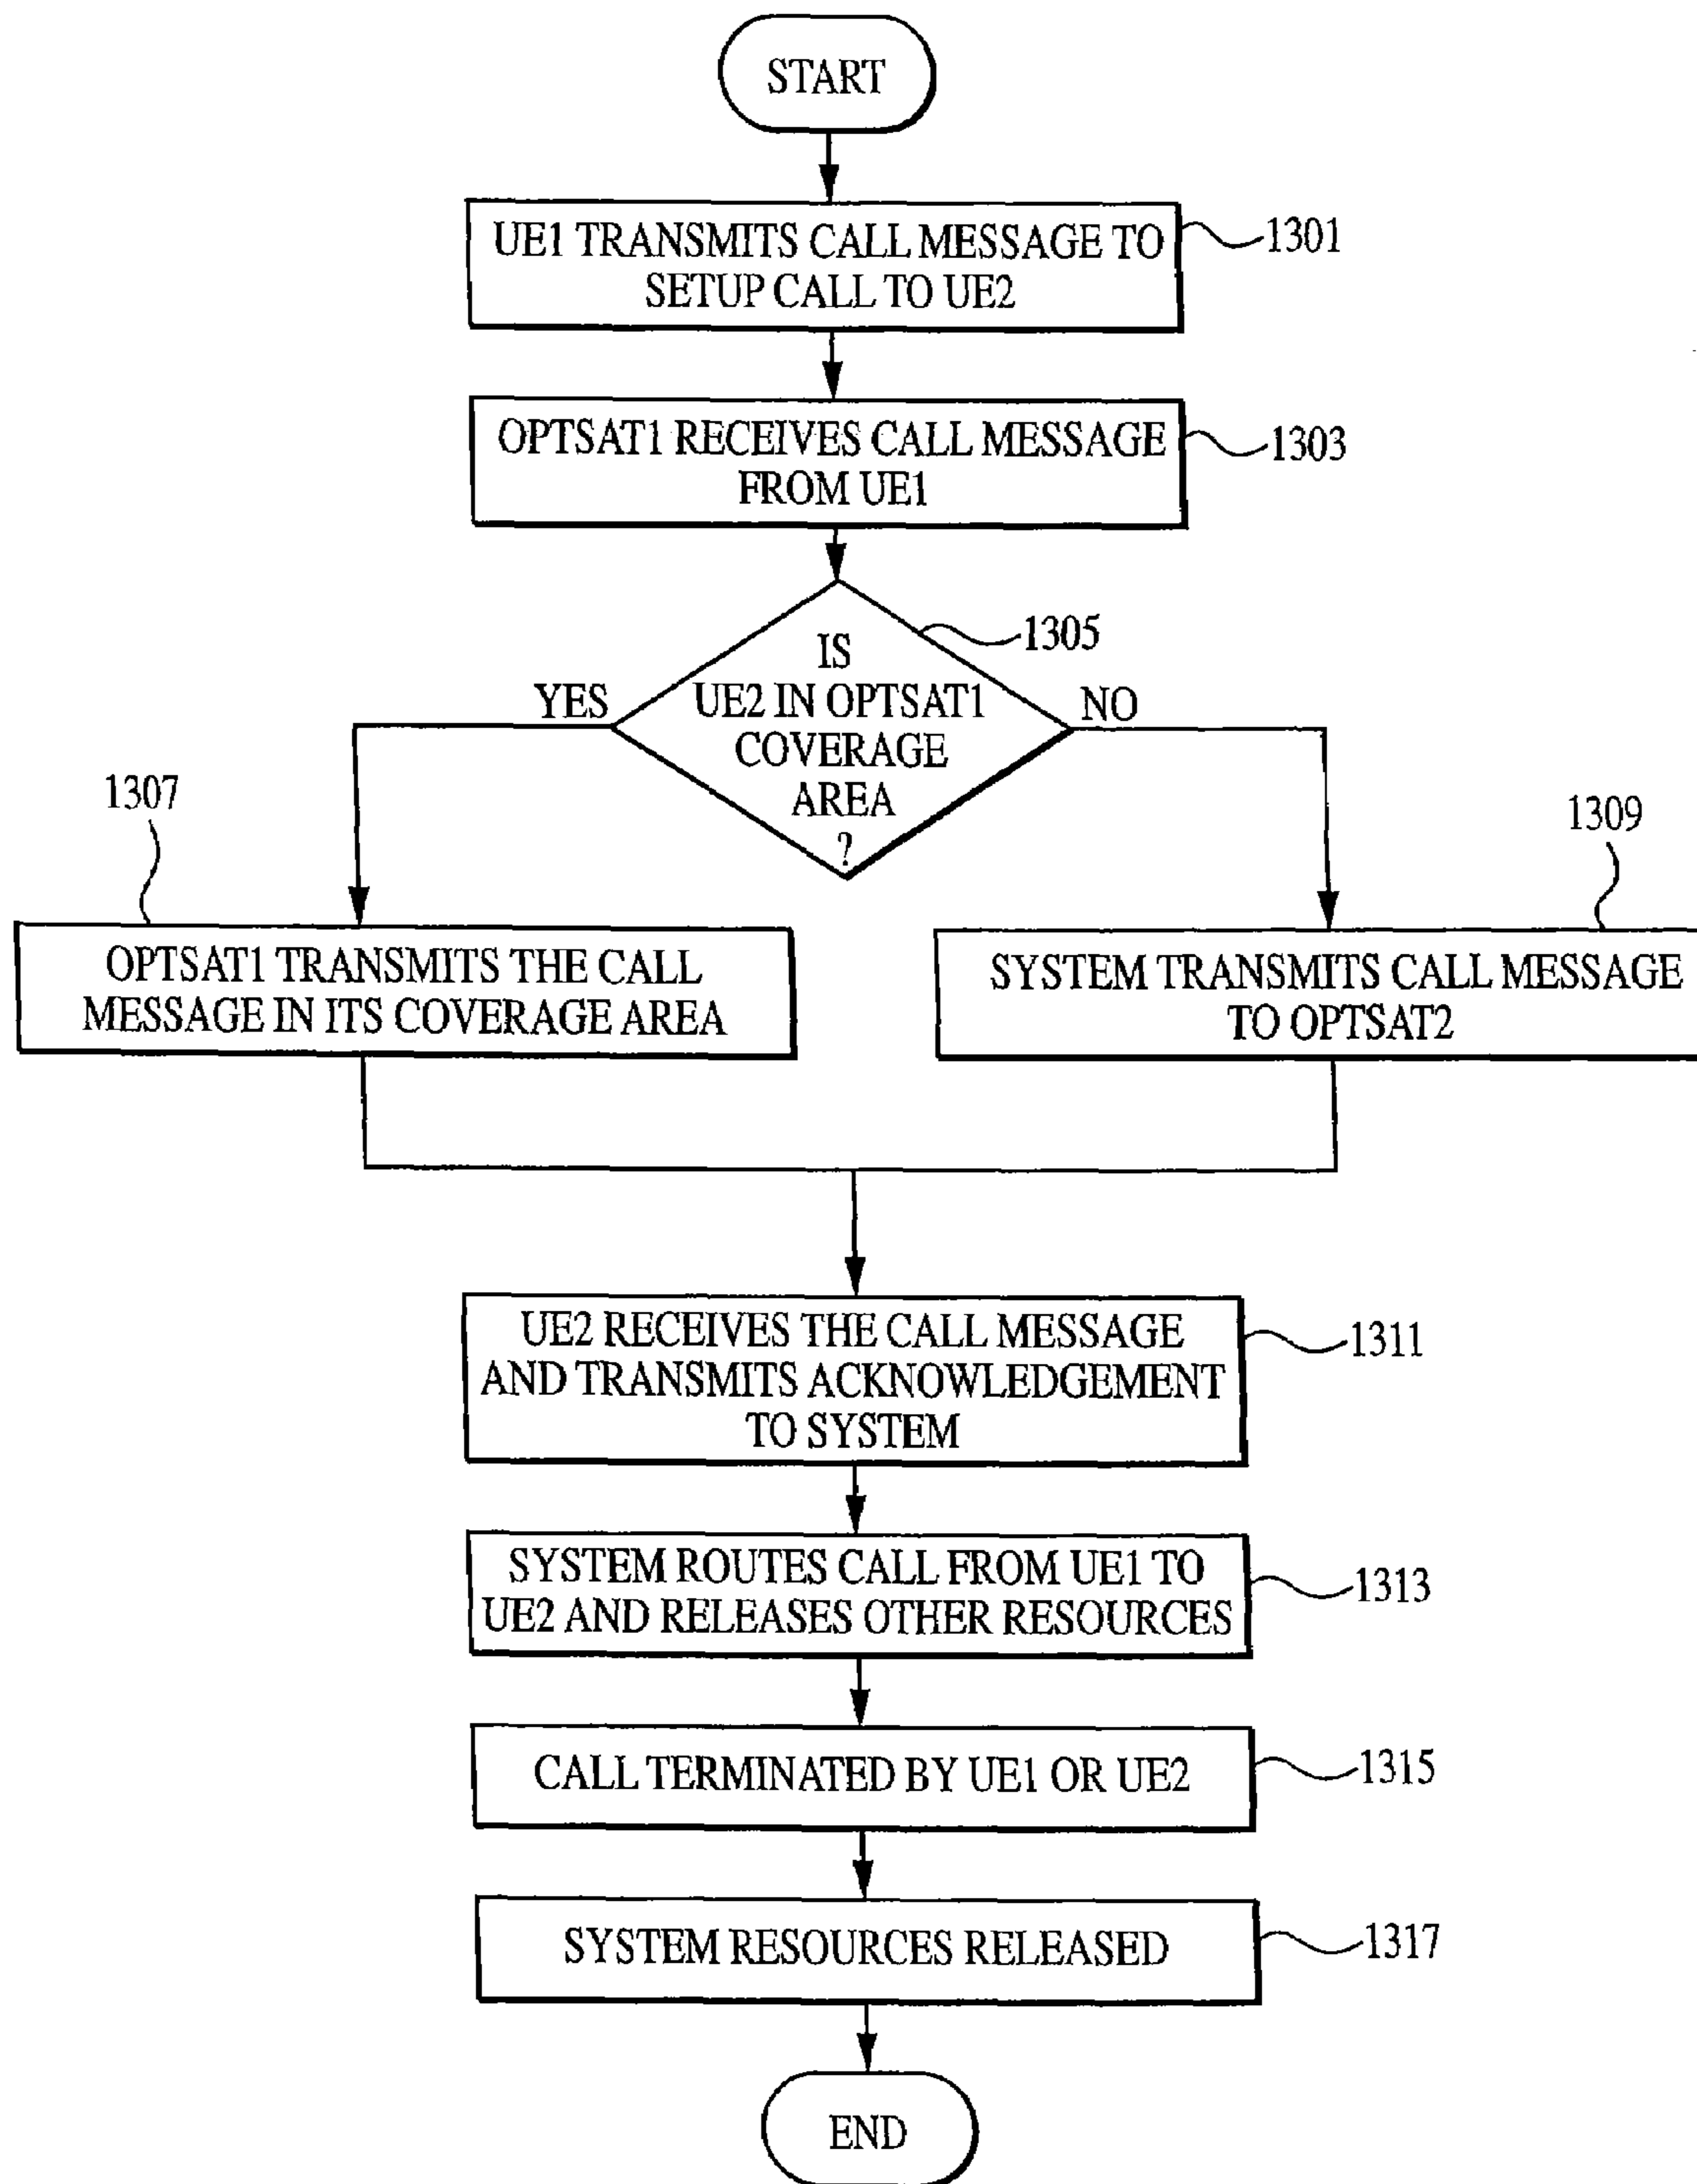 START
UE1 TRANSMITS CALL MESSAGE TO
SETUP CALL TO UE2
1301
OPTSAT1 RECEIVES CALL MESSAGE
FROM UE1
1303
IS
UE2 IN OPTSAT1
COVERAGE
AREA
?
1305
YES
NO
1307
1309
OPTSAT1 TRANSMITS THE CALL
MESSAGE IN ITS COVERAGE AREA
SYSTEM TRANSMITS CALL MESSAGE
TO OPTSAT2
UE2 RECEIVES THE CALL MESSAGE
AND TRANSMITS ACKNOWLEDGEMENT
TO SYSTEM
1311
SYSTEM ROUTES CALL FROM UE1 TO
UE2 AND RELEASES OTHER RESOURCES
1313
CALL TERMINATED BY UE1 OR UE2
1315
SYSTEM RESOURCES RELEASED
1317
END